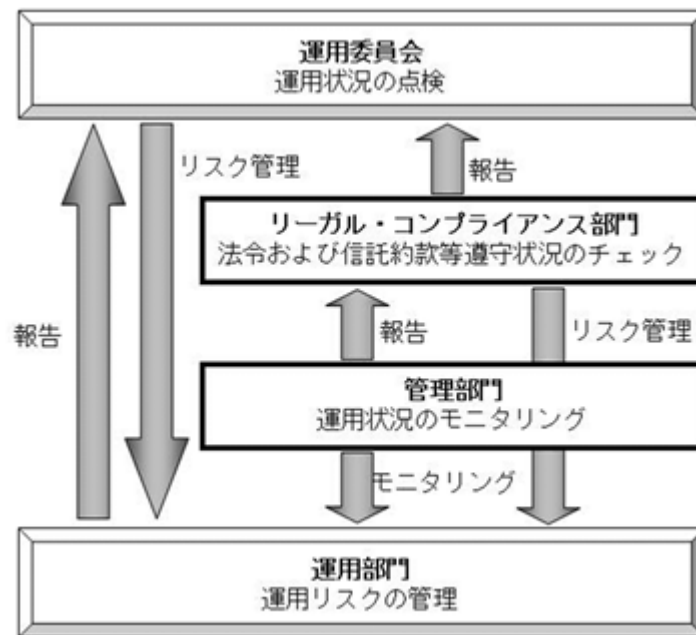 運用委員会
運用状況の点検
リスク管理
報告
リーガル・コンプライアンス部門
法令および信託約款等遵守状況のチェック
報告
報告
リスク管理
管理部門
運用状況のモニタリング
モニタリング
運用部門
運用リスクの管理